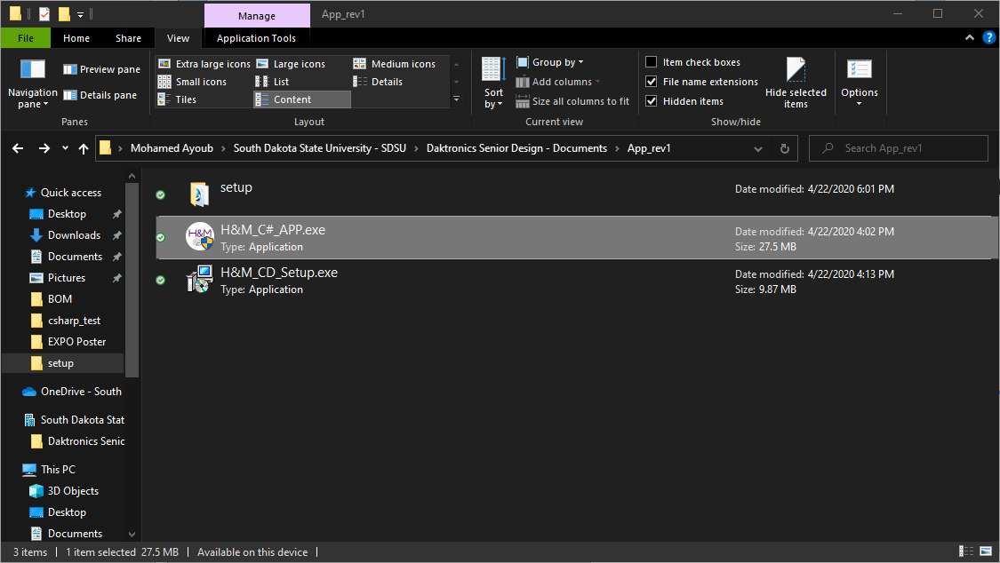 Manage App_rev1
File Home Share View Application Tools
Navigation pane
Preview pane
Details pane
Panes
Extra large icons Large icons Medium icons
Small icons List Details
Tiles Content
Layout
Sort by
Group by
Add columns
Size all columns to fit
Current view
Item check boxes
File name extensions
Hidden items
Hide selected items
Show/hide
Options
Mohamed Ayoub > South Dakota State University - SDSU > Daktronics Senior Design - Documents > App_rev1
Search App_rev1
Quick access
Desktop
Downloads
Documents
Pictures
BOM
csharp_test
EXPO Poster
setup
OneDrive - South
South Dakota Stat
Daktronics Senic
This PC
3D Objects
Desktop
Documents
setup Date modified: 4/22/2020 6:01 PM
H&M
H&M_C#_APP.exe Date modified: 4/22/2020 4:02 PM
Type: Application Size: 27.5 MB
H&M_CD_Setup.exe Date modified: 4/22/2020 4:13 PM
Type: Application Size: 9.87 MB
3 items 1 item selected 27.5 MB Available on this device